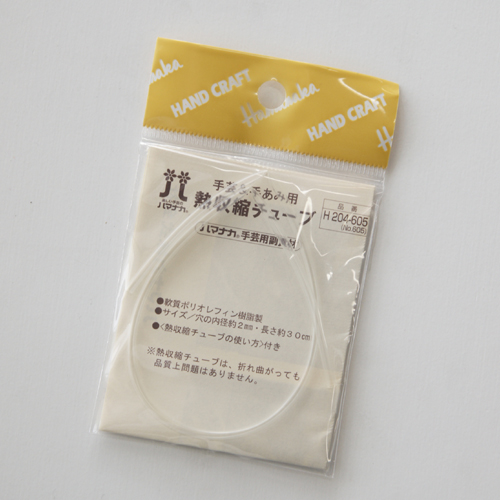 Hamanaka
HAND CRAFT
HAND CRAFT
Hamanaka
手芸&手あみ用
熱収縮チューブ
ハマナカ
ハマナカ®手芸用副資材
品番
H 204-605
(No.605)
●軟質ポリオレフィン樹脂製
●サイズ/穴の内径約2mm・長さ約30cm
●〈熱収縮チューブの使い方〉付き
※熱収縮チューブは、折れ曲がっても
品質上問題はありません。